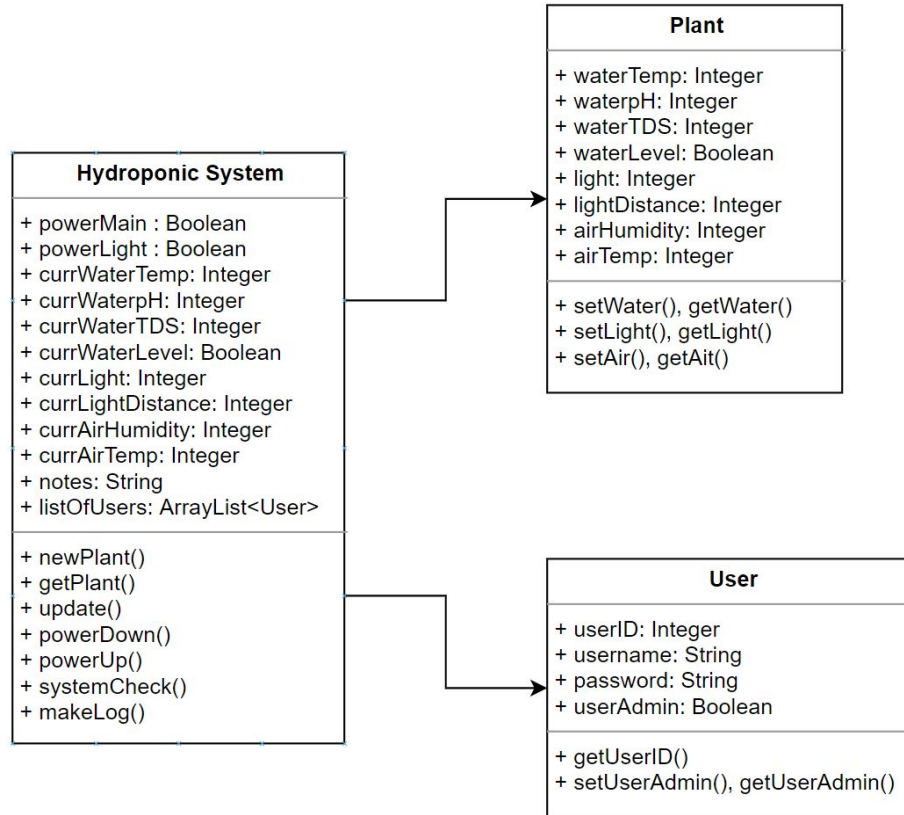 Hydroponic System
+ powerMain : Boolean
+ powerLight : Boolean
+ currWaterTemp: Integer
+ currWaterpH: Integer
+ currWaterTDS: Integer
+ currWaterLevel: Boolean
+ currLight: Integer
+ currLightDistance: Integer
+ currAirHumidity: Integer
+ currAirTemp: Integer
+ notes: String
+ listOfUsers: ArrayList<User>
+ newPlant()
+ getPlant()
+ update()
+ powerDown()
+ powerUp()
+ systemCheck()
+ makeLog()
Plant
+ waterTemp: Integer
+ waterpH: Integer
+ waterTDS: Integer
+ waterLevel: Boolean
+ light: Integer
+ lightDistance: Integer
+ airHumidity: Integer
+ airTemp: Integer
+ setWater(), getWater()
+ setLight(), getLight()
+ setAir(), getAit()
User
+ userID: Integer
+ username: String
+ password: String
+ userAdmin: Boolean
+ getUserID()
+ setUserAdmin(), getUserAdmin()